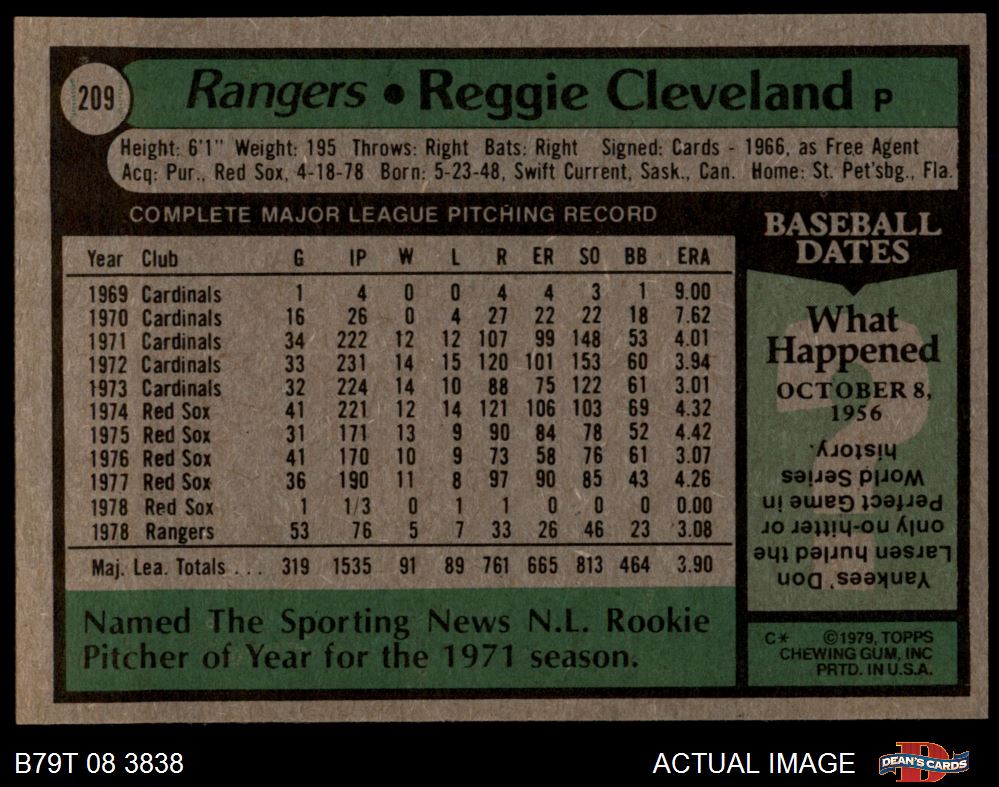 209
Rangers • Reggie Cleveland P
Height: 6'1" Weight: 195 Throws: Right Bats: Right Signed: Cards - 1966, as Free Agent
Acq: Pur., Red Sox, 4-18-78 Born: 5-23-48, Swift Current, Sask., Can. Home: St. Pet'sbg., Fla.
COMPLETE MAJOR LEAGUE PITCHING RECORD
Year Club G IP W L R ER SO BB ERA
1969 Cardinals 1 4 0 0 4 4 3 1 9.00
1970 Cardinals 16 26 0 4 27 22 22 18 7.62
1971 Cardinals 34 222 12 12 107 99 148 53 4.01
1972 Cardinals 33 231 14 15 120 101 153 60 3.94
1973 Cardinals 32 224 14 10 88 75 122 61 3.01
1974 Red Sox 41 221 12 14 121 106 103 69 4.32
1975 Red Sox 31 171 13 9 90 84 78 52 4.42
1976 Red Sox 41 170 10 9 73 58 76 61 3.07
1977 Red Sox 36 190 11 8 97 90 85 43 4.26
1978 Red Sox 1 1/3 0 1 1 0 0 0 0.00
1978 Rangers 53 76 5 7 33 26 46 23 3.08
Maj. Lea. Totals . . . 319 1535 91 89 761 665 813 464 3.90
Named The Sporting News N.L. Rookie
Pitcher of Year for the 1971 season.
BASEBALL
DATES
What
Happened
OCTOBER 8,
1956
Yankees' Don
Larsen hurled the
only no-hitter or
Perfect Game in
World Series
history.
C* ©1979, TOPPS
CHEWING GUM, INC
PRTD. IN U.S.A.
B79T 08 3838
ACTUAL IMAGE
DEAN'S CARDS